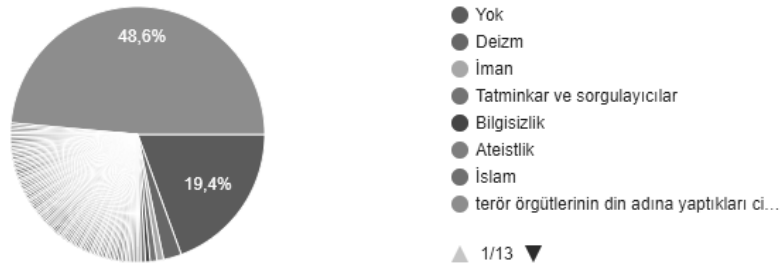 48,6%
19,4%
Yok
Deizm
İman
Tatminkar ve sorgulayıcılar
Bilgisizlik
Ateistlik
İslam
terör örgütlerinin din adına yaptıkları ci...
1/13